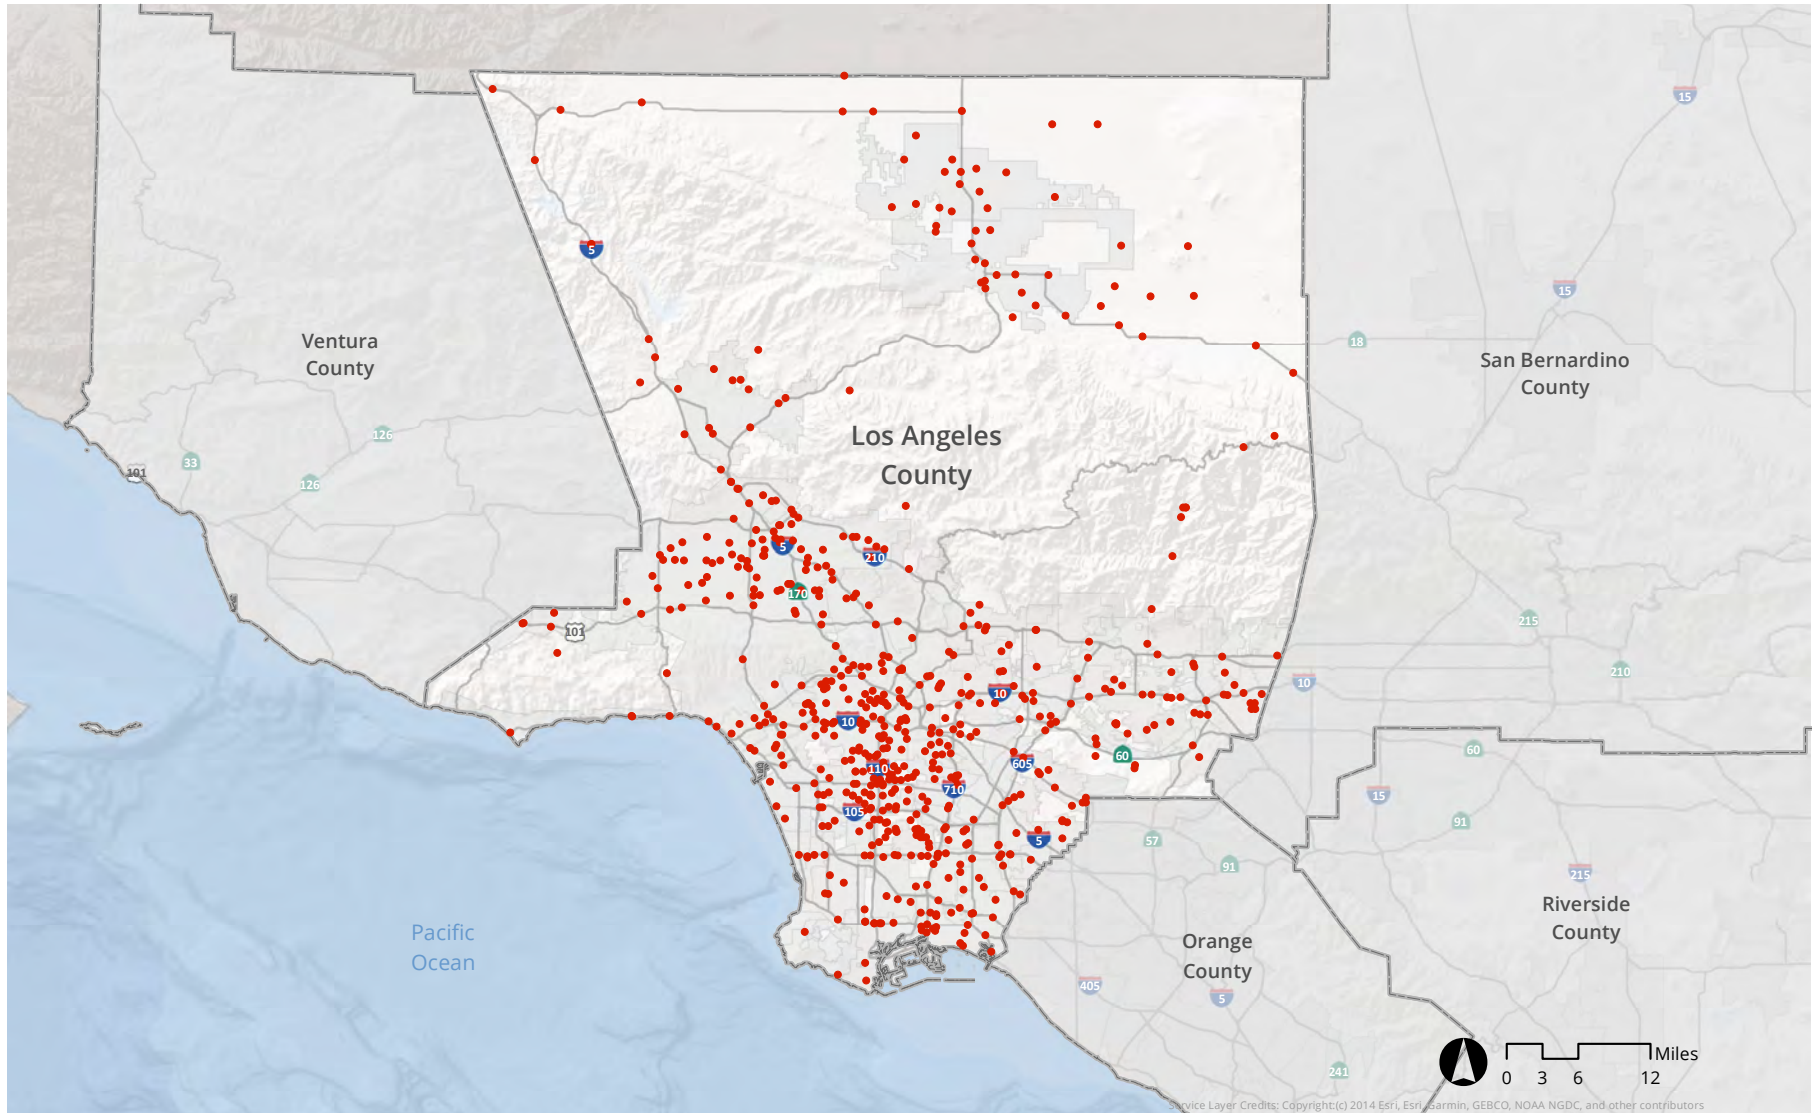 15
5
15
Ventura
County
18
San Bernardino
County
126
Los Angeles
County
33
101
126
5
210
170
215
101
210
10
10
10
60
60
605
110
710
15
105
91
5
57
91
215
Riverside
County
Pacific
Ocean
Orange
County
405
5
Miles
0 3 6 12
241
Service Layer Credits: Copyright:(c) 2014 Esri, Esri, Garmin, GEBCO, NOAA NGDC, and other contributors